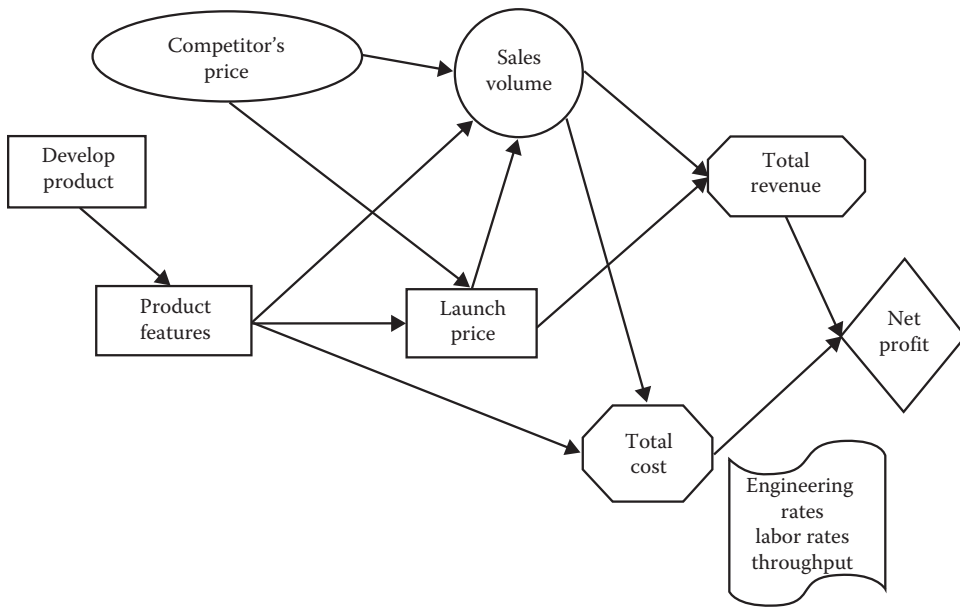 Competitor’s
price
Sales
volume
Develop
product
Total
revenue
Product
features
Launch
price
Net
profit
Total
cost
Engineering
rates
labor rates
throughput